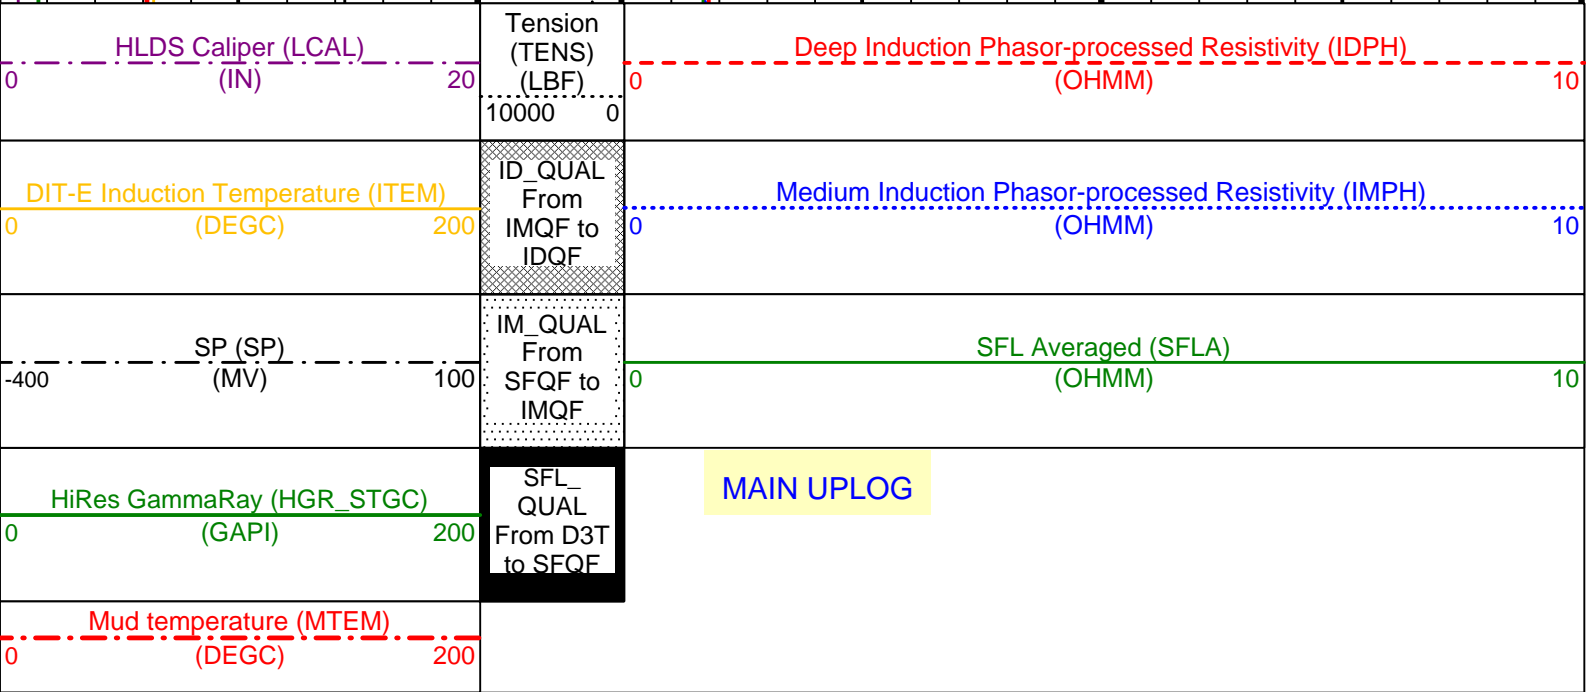 HLDS Caliper (LCAL)
0 (IN) 20
Tension
(TENS)
(LBF)
10000 0
Deep Induction Phasor-processed Resistivity (IDPH)
0 (OHMM) 10
DIT-E Induction Temperature (ITEM)
0 (DEGC) 200
ID_QUAL
From
IMQF to
IDQF
Medium Induction Phasor-processed Resistivity (IMPH)
0 (OHMM) 10
SP (SP)
-400 (MV) 100
IM_QUAL
From
SFQF to
IMQF
SFL Averaged (SFLA)
0 (OHMM) 10
HiRes GammaRay (HGR_STGC)
0 (GAPI) 200
SFL_
QUAL
From D3T
to SFQF
MAIN UPLOG
Mud temperature (MTEM)
0 (DEGC) 200